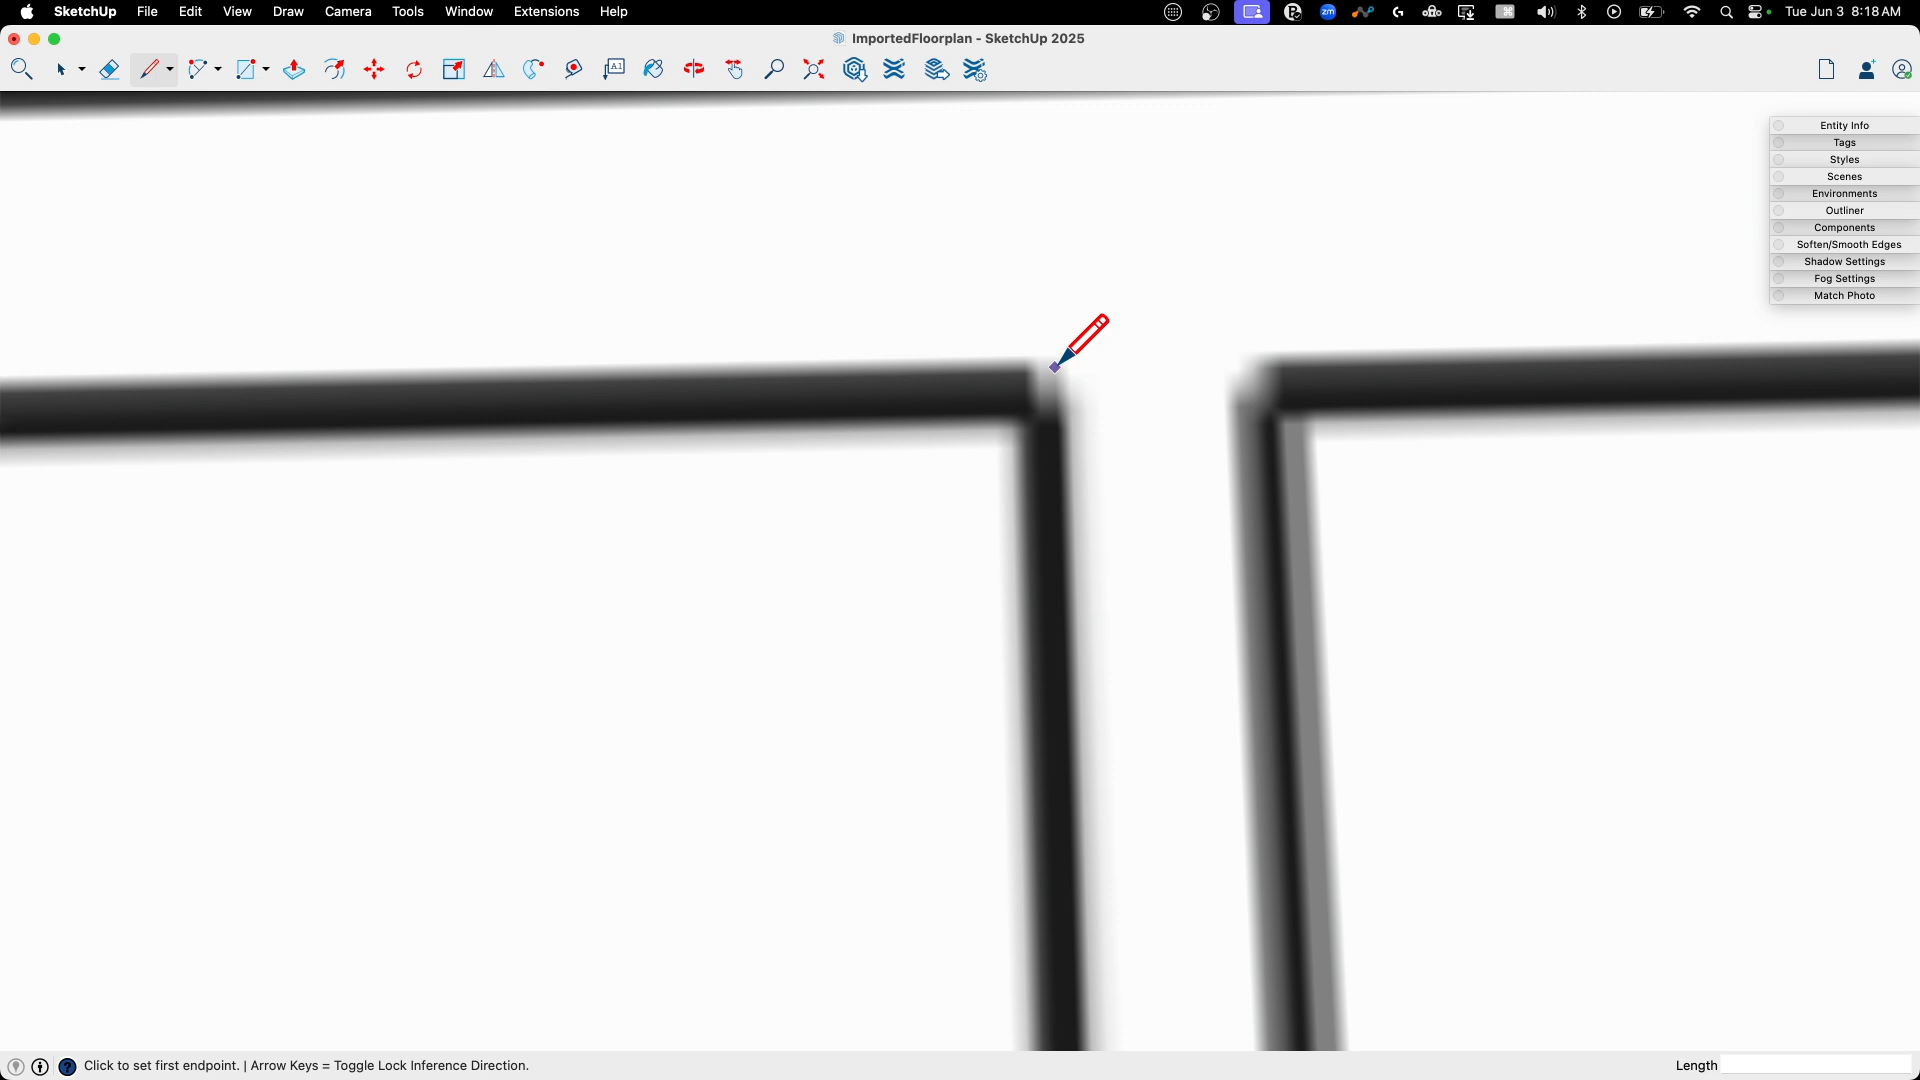 SketchUp File Edit View Draw Camera Tools Window Extensions Help
zm
Tue Jun 3 8:18 AM
ImportedFloorplan - SketchUp 2025
A1
Entity Info
Tags
Styles
Scenes
Environments
Outliner
Components
Soften/Smooth Edges
Shadow Settings
Fog Settings
Match Photo
Click to set first endpoint. | Arrow Keys = Toggle Lock Inference Direction.
Length